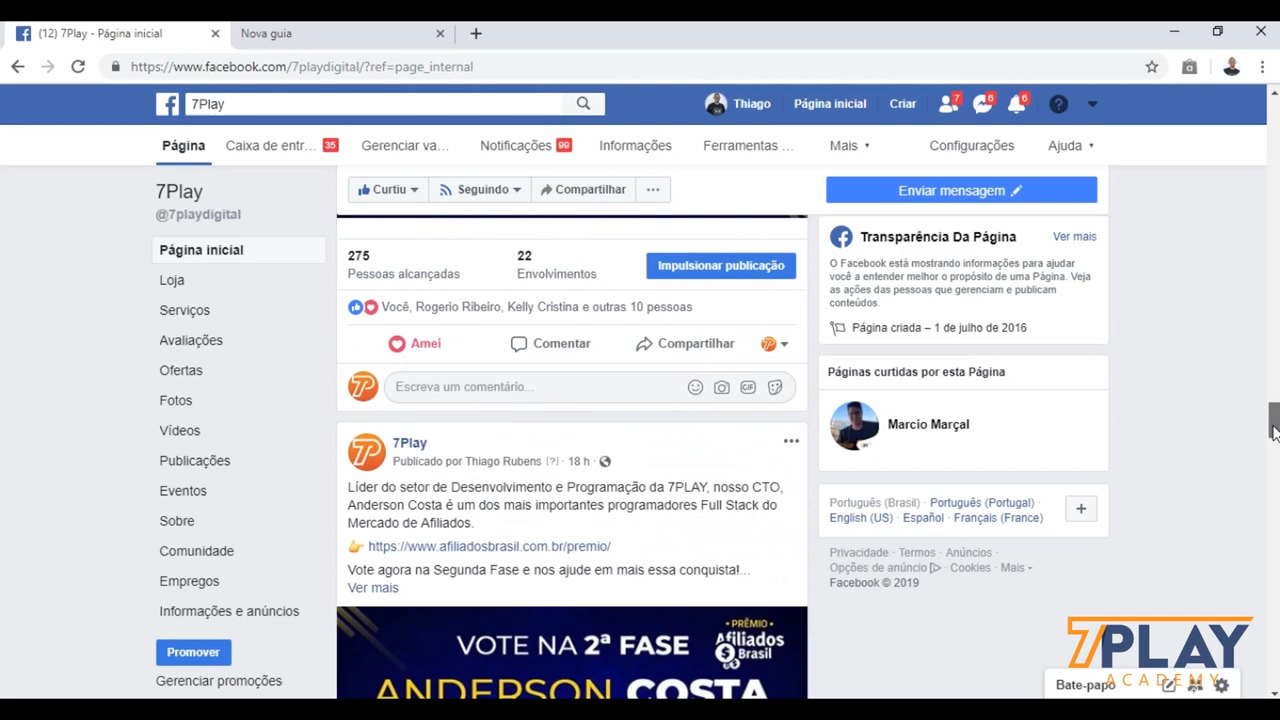 (12) 7Play - Página inicial
Nova guia
https://www.facebook.com/7playdigital/?ref=page_internal
7Play
Thiago
Página inicial
Criar
7
6
6
Página
Caixa de entr... 35
Gerenciar va...
Notificações 99
Informações
Ferramentas ...
Mais
Configurações
Ajuda
7Play
@7playdigital
Página inicial
Loja
Serviços
Avaliações
Ofertas
Fotos
Vídeos
Publicações
Eventos
Sobre
Comunidade
Empregos
Informações e anúncios
Promover
Gerenciar promoções
Curtiu
Seguindo
Compartilhar
Enviar mensagem
275
Pessoas alcançadas
22
Envolvimentos
Impulsionar publicação
Você, Rogerio Ribeiro, Kelly Cristina e outras 10 pessoas
Amei
Comentar
Compartilhar
Escreva um comentário...
GIF
7Play
Publicado por Thiago Rubens [?] · 18 h ·
Líder do setor de Desenvolvimento e Programação da 7PLAY, nosso CTO,
Anderson Costa é um dos mais importantes programadores Full Stack do
Mercado de Afiliados.
👉 https://www.afiliadosbrasil.com.br/premio/
Vote agora na Segunda Fase e nos ajude em mais essa conquista!...
Ver mais
VOTE NA 2ª FASE
• PRÊMIO •
Afiliados
Brasil
ANDERSON COSTA
Transparência Da Página
Ver mais
O Facebook está mostrando informações para ajudar
você a entender melhor o propósito de uma Página. Veja
as ações das pessoas que gerenciam e publicam
conteúdos.
Página criada – 1 de julho de 2016
Páginas curtidas por esta Página
Marcio Marçal
Português (Brasil) · Português (Portugal) ·
English (US) · Español · Français (France)
Privacidade · Termos · Anúncios ·
Opções de anúncio · Cookies · Mais
Facebook © 2019
7PLAY
ACADEMY
Bate-papo